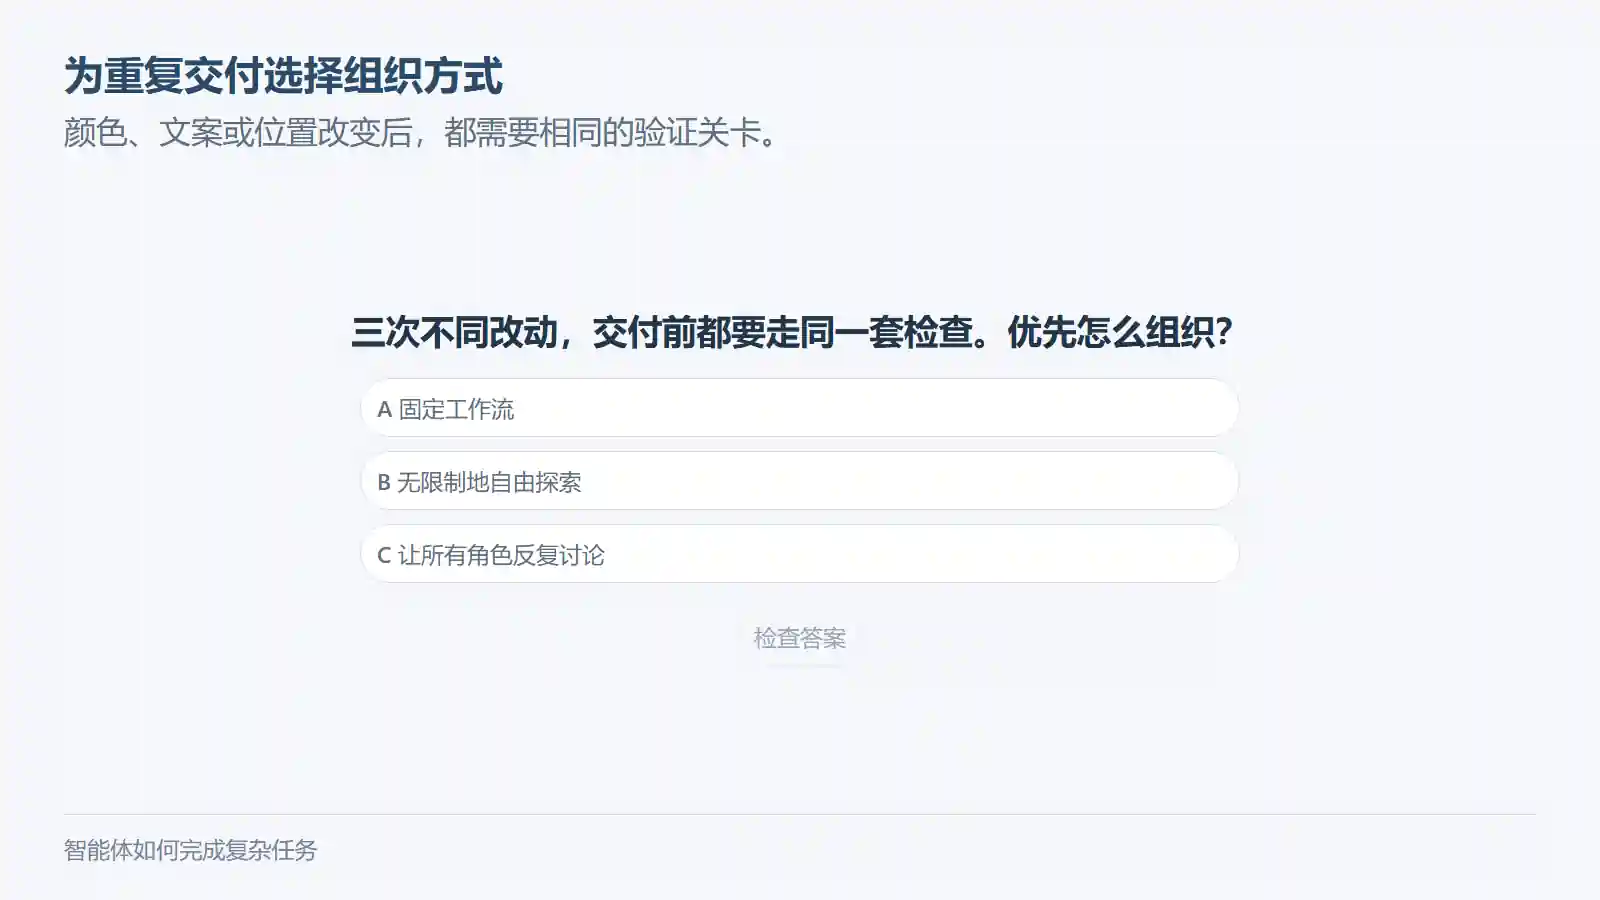 为重复交付选择组织方式
颜色、文案或位置改变后，都需要相同的验证关卡。
三次不同改动，交付前都要走同一套检查。优先怎么组织？
A 固定工作流
B 无限制地自由探索
C 让所有角色反复讨论
检查答案
智能体如何完成复杂任务